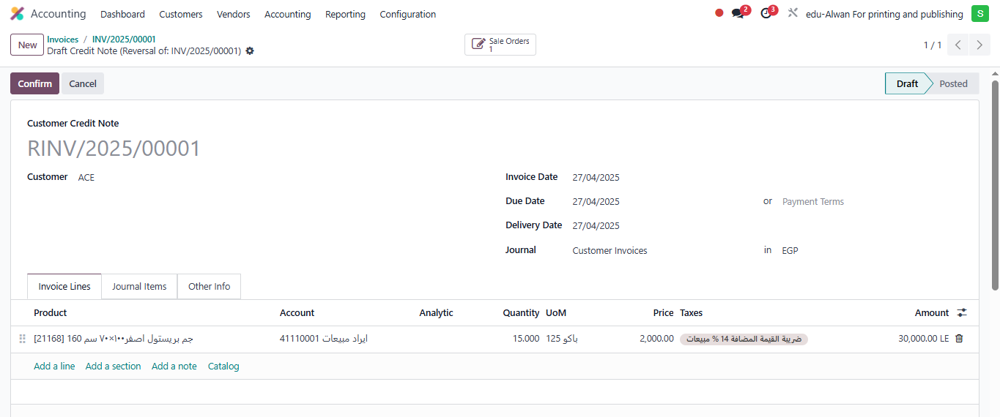 Accounting Dashboard Customers Vendors Accounting Reporting Configuration 2 3 edu-Alwan For printing and publishing S
New Invoices / INV/2025/00001
Draft Credit Note (Reversal of: INV/2025/00001)
Sale Orders
1
1 / 1
Confirm Cancel Draft Posted
Customer Credit Note
RINV/2025/00001
Customer ACE
Invoice Date 27/04/2025
Due Date 27/04/2025 or Payment Terms
Delivery Date 27/04/2025
Journal Customer Invoices in EGP
Invoice Lines Journal Items Other Info
Product Account Analytic Quantity UoM Price Taxes Amount
[21168] جم بريستول اصفر١٠٠×٧٠ سم 160 41110001 ايراد مبيعات 15.000 باكو 125 2,000.00 ضريبة القيمة المضافة 14 % مبيعات 30,000.00 LE
Add a line Add a section Add a note Catalog